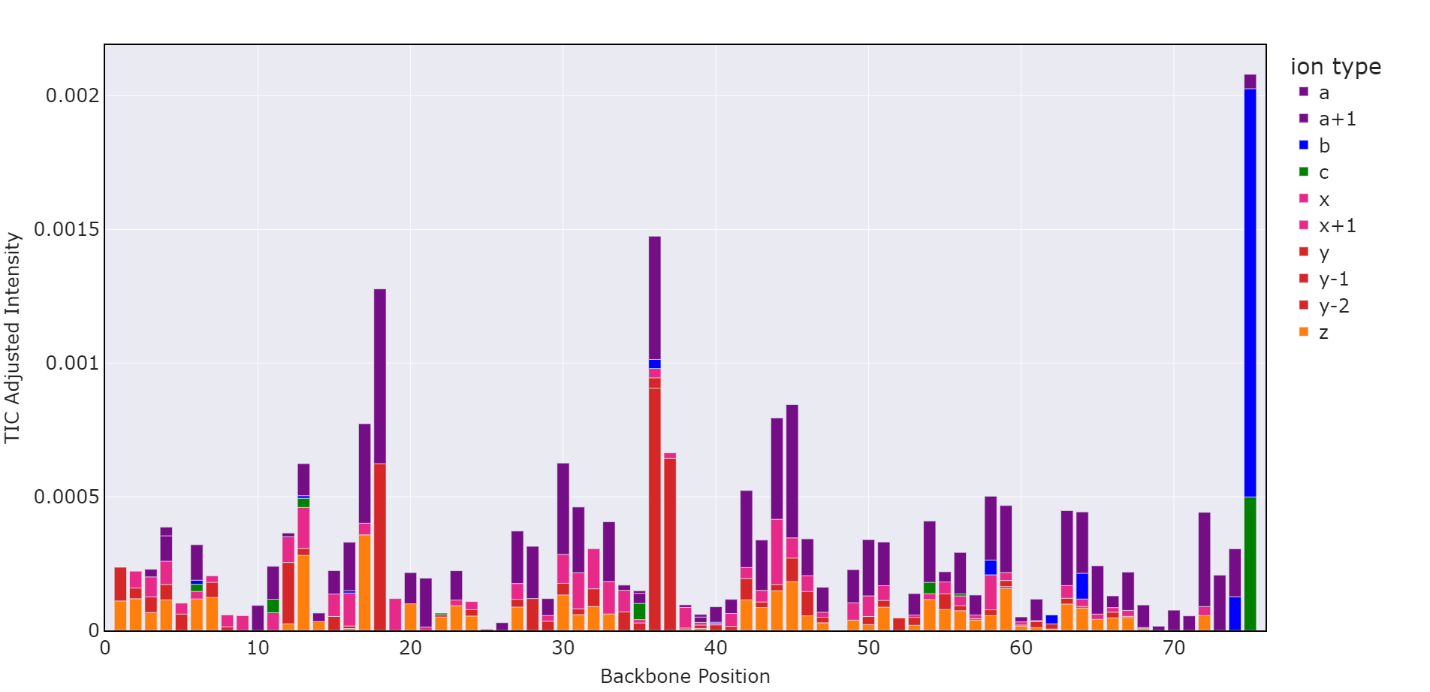 TIC Adjusted Intensity
0.002
0.0015
0.001
0.0005
0
0 10 20 30 40 50 60 70
Backbone Position
ion type
a
a+1
b
c
x
x+1
y
y-1
y-2
z